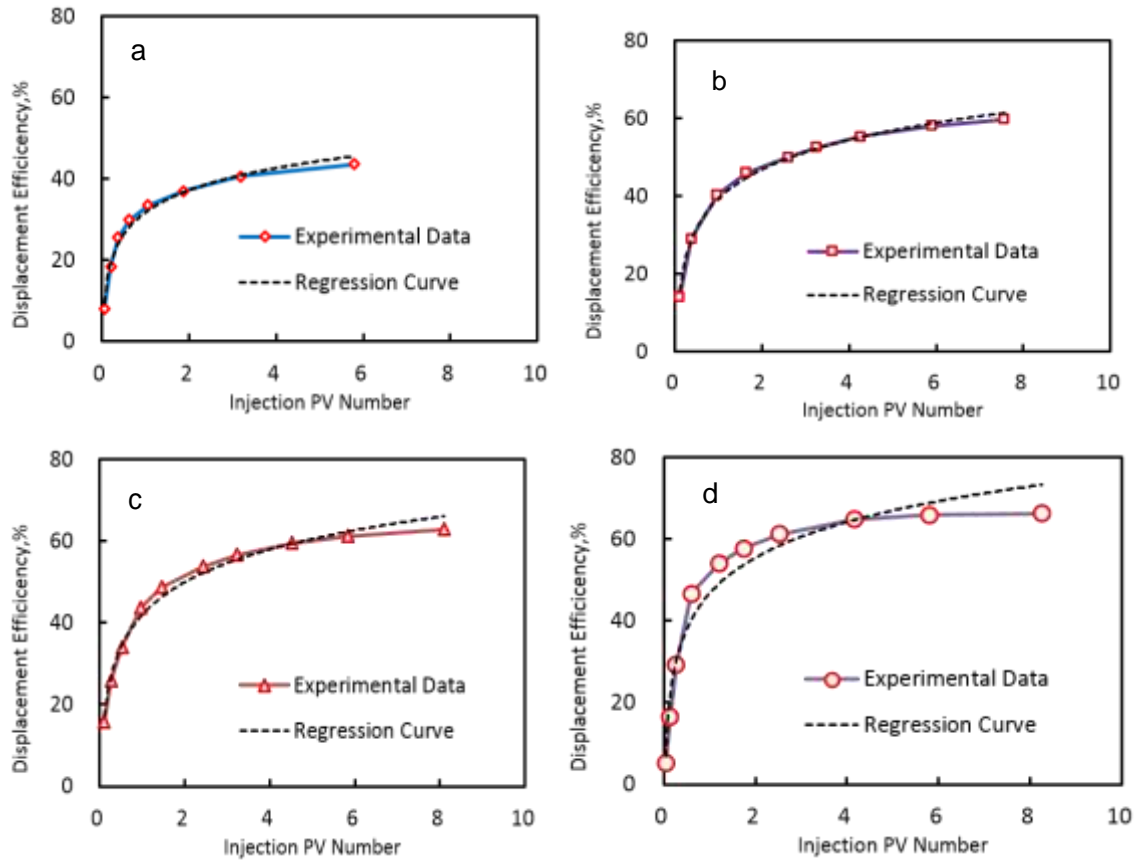 a
80
60
40
20
0
Displacement Efficicency,%
Experimental Data
Regression Curve
0 2 4 6 8 10
Injection PV Number
b
80
60
40
20
0
Displacement Efficicency,%
Experimental Data
Regression Curve
0 2 4 6 8 10
Injection PV Number
c
80
60
40
20
0
Displacement Efficicency,%
Experimental Data
Regression Curve
0 2 4 6 8 10
Injection PV Number
d
80
60
40
20
0
Displacement Efficicency,%
Experimental Data
Regression Curve
0 2 4 6 8 10
Injection PV Number